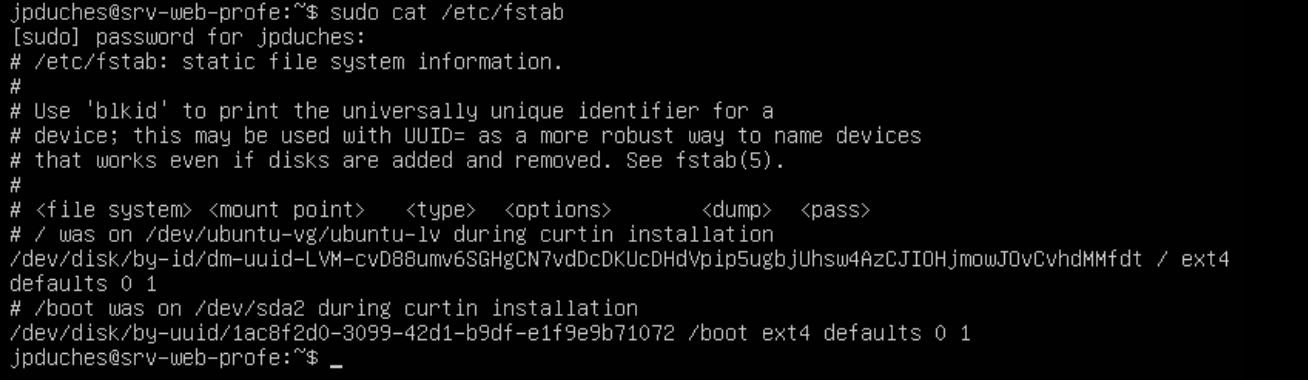 jpduches@srv-web-profe:~$ sudo cat /etc/fstab
[sudo] password for jpduches:
# /etc/fstab: static file system information.
#
# Use 'blkid' to print the universally unique identifier for a
# device; this may be used with UUID= as a more robust way to name devices
# that works even if disks are added and removed. See fstab(5).
#
# <file system> <mount point>   <type>  <options>       <dump>  <pass>
# / was on /dev/ubuntu-vg/ubuntu-lv during curtin installation
/dev/disk/by-id/dm-uuid-LVM-cvD88umv6SGHgCN7vdDcDKUcDHdVpip5ugbjUhsw4AzCJIOHjmowJOvCvhdMMfdt / ext4
defaults 0 1
# /boot was on /dev/sda2 during curtin installation
/dev/disk/by-uuid/1ac8f2d0-3099-42d1-b9df-e1f9e9b71072 /boot ext4 defaults 0 1
jpduches@srv-web-profe:~$ _